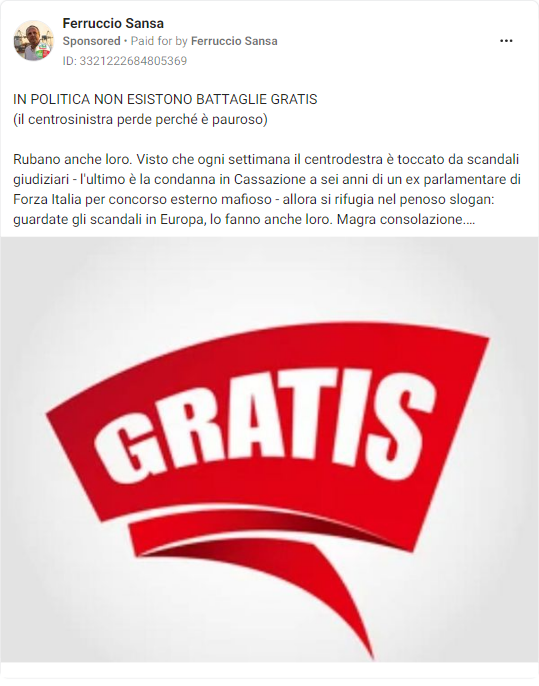 Ferruccio Sansa
Sponsored • Paid for by Ferruccio Sansa
ID: 3321222684805369
IN POLITICA NON ESISTONO BATTAGLIE GRATIS
(il centrosinistra perde perché è pauroso)
Rubano anche loro. Visto che ogni settimana il centrodestra è toccato da scandali
giudiziari - l'ultimo è la condanna in Cassazione a sei anni di un ex parlamentare di
Forza Italia per concorso esterno mafioso - allora si rifugia nel penoso slogan:
guardate gli scandali in Europa, lo fanno anche loro. Magra consolazione....
GRATIS